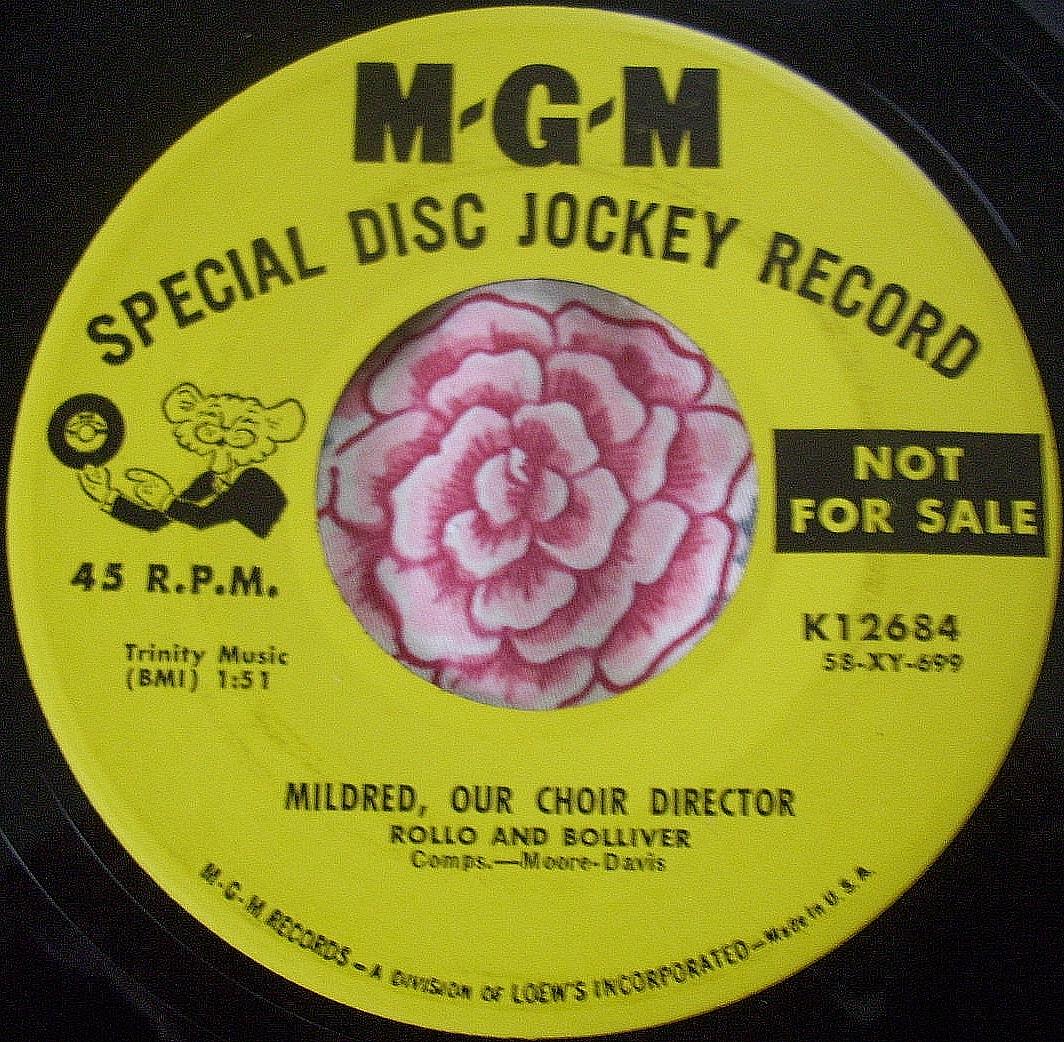 M-G-M
SPECIAL DISC JOCKEY RECORD
NOT
FOR SALE
45 R.P.M.
K12684
58-XY-699
Trinity Music
(BMI) 1:51
MILDRED, OUR CHOIR DIRECTOR
ROLLO AND BOLLIVER
Comps.—Moore-Davis
M-G-M RECORDS – A DIVISION OF LOEW'S INCORPORATED – Made in U.S.A.